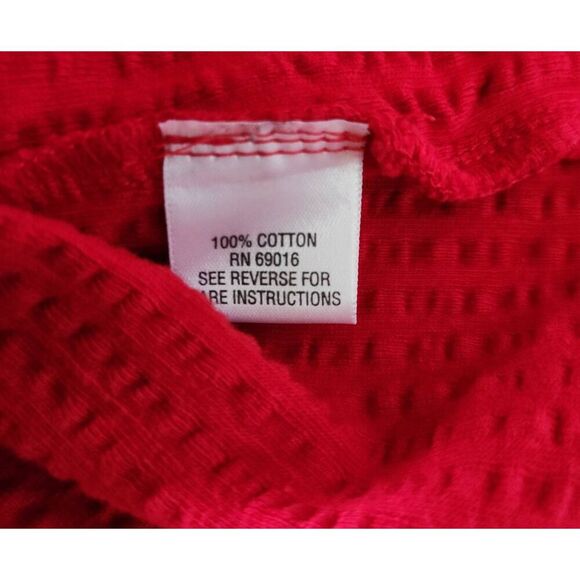 100% COTTON
RN 69016
SEE REVERSE FOR
ARE INSTRUCTIONS